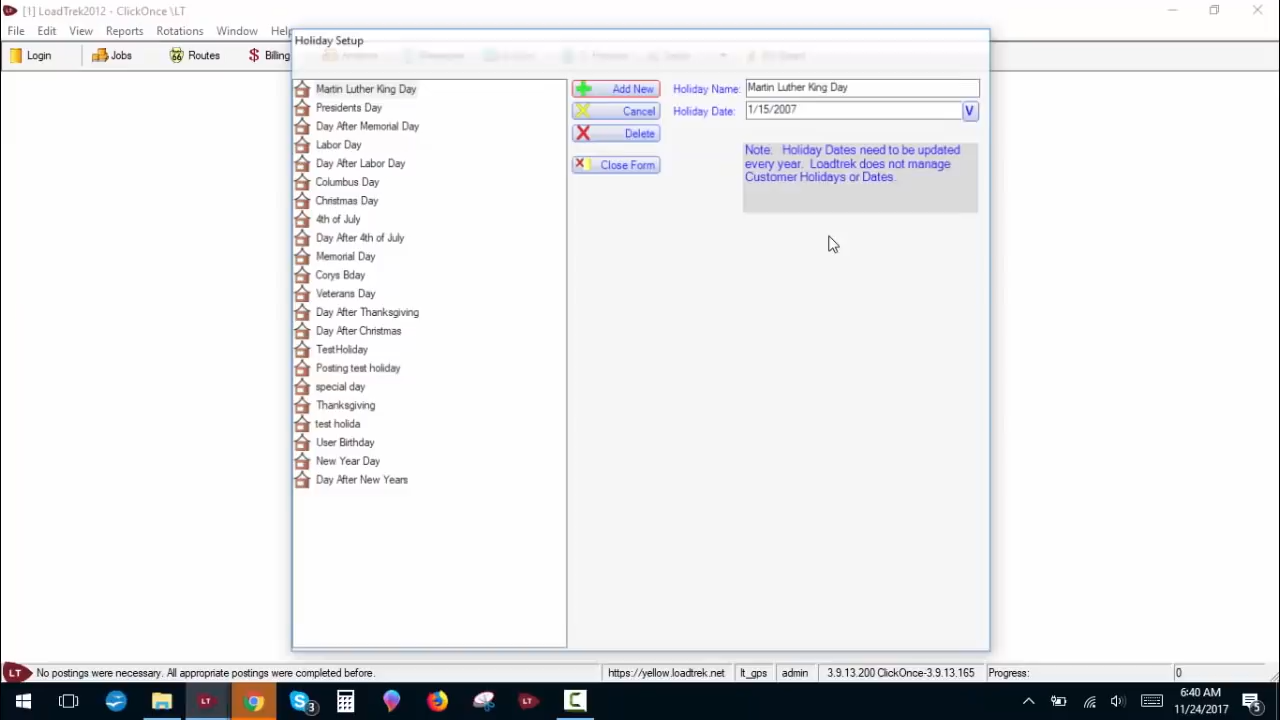 [1] LoadTrek2012 - ClickOnce \LT
File Edit View Reports Rotations Window Help
Login Jobs Routes Billing
Holiday Setup
Martin Luther King Day
Presidents Day
Day After Memorial Day
Labor Day
Day After Labor Day
Columbus Day
Christmas Day
4th of July
Day After 4th of July
Memorial Day
Corys Bday
Veterans Day
Day After Thanksgiving
Day After Christmas
TestHoliday
Posting test holiday
special day
Thanksgiving
test holida
User Birthday
New Year Day
Day After New Years
Add New
Cancel
Delete
Close Form
Holiday Name: Martin Luther King Day
Holiday Date: 1/15/2007 V
Note: Holiday Dates need to be updated
every year. Loadtrek does not manage
Customer Holidays or Dates.
LT No postings were necessary. All appropriate postings were completed before. https://yellow.loadtrek.net lt_gps admin 3.9.13.200 ClickOnce-3.9.13.165 Progress: 0
6:40 AM
11/24/2017
3
5